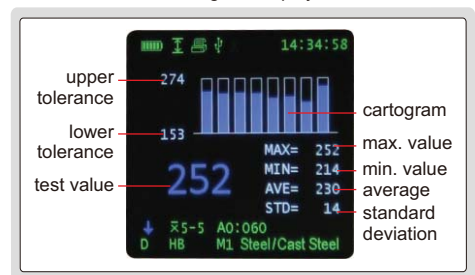 14:34:58
upper tolerance
274
lower tolerance
153
cartogram
MAX= 252
max. value
MIN= 214
min. value
test value
252
AVE= 230
average
STD= 14
standard deviation
x̅5-5 A0:060
D HB M1 Steel/Cast Steel